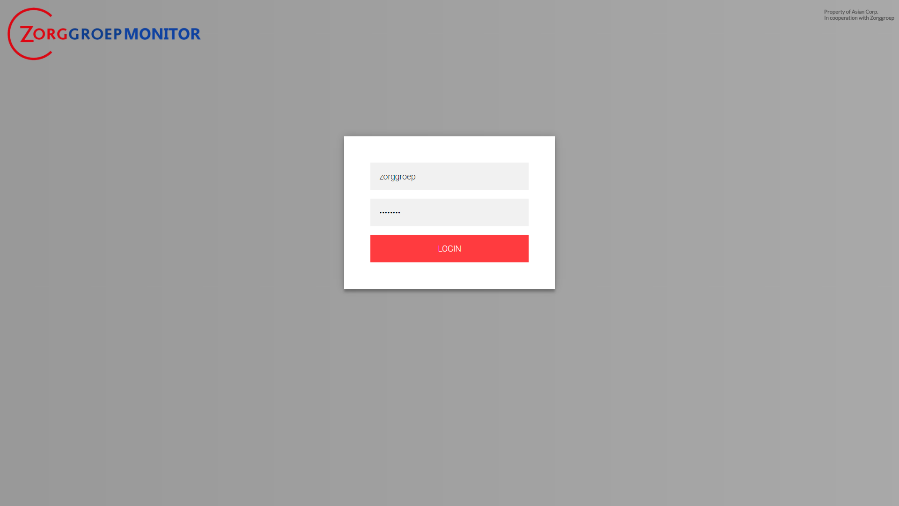 ZORGGROEPMONITOR
Property of Asian Corp.
In cooperation with Zorggroep
zorggroep
••••••••
LOGIN